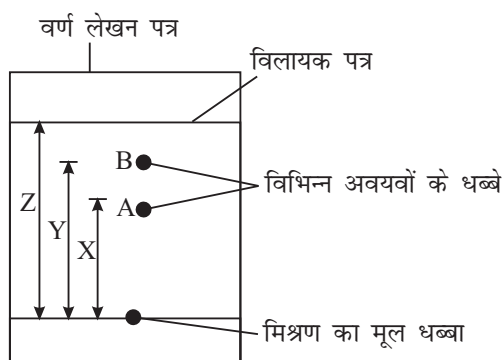 वर्ण लेखन पत्र
विलायक पत्र
B
Z
Y
A
X
विभिन्न अवयवों के धब्बे
मिश्रण का मूल धब्बा